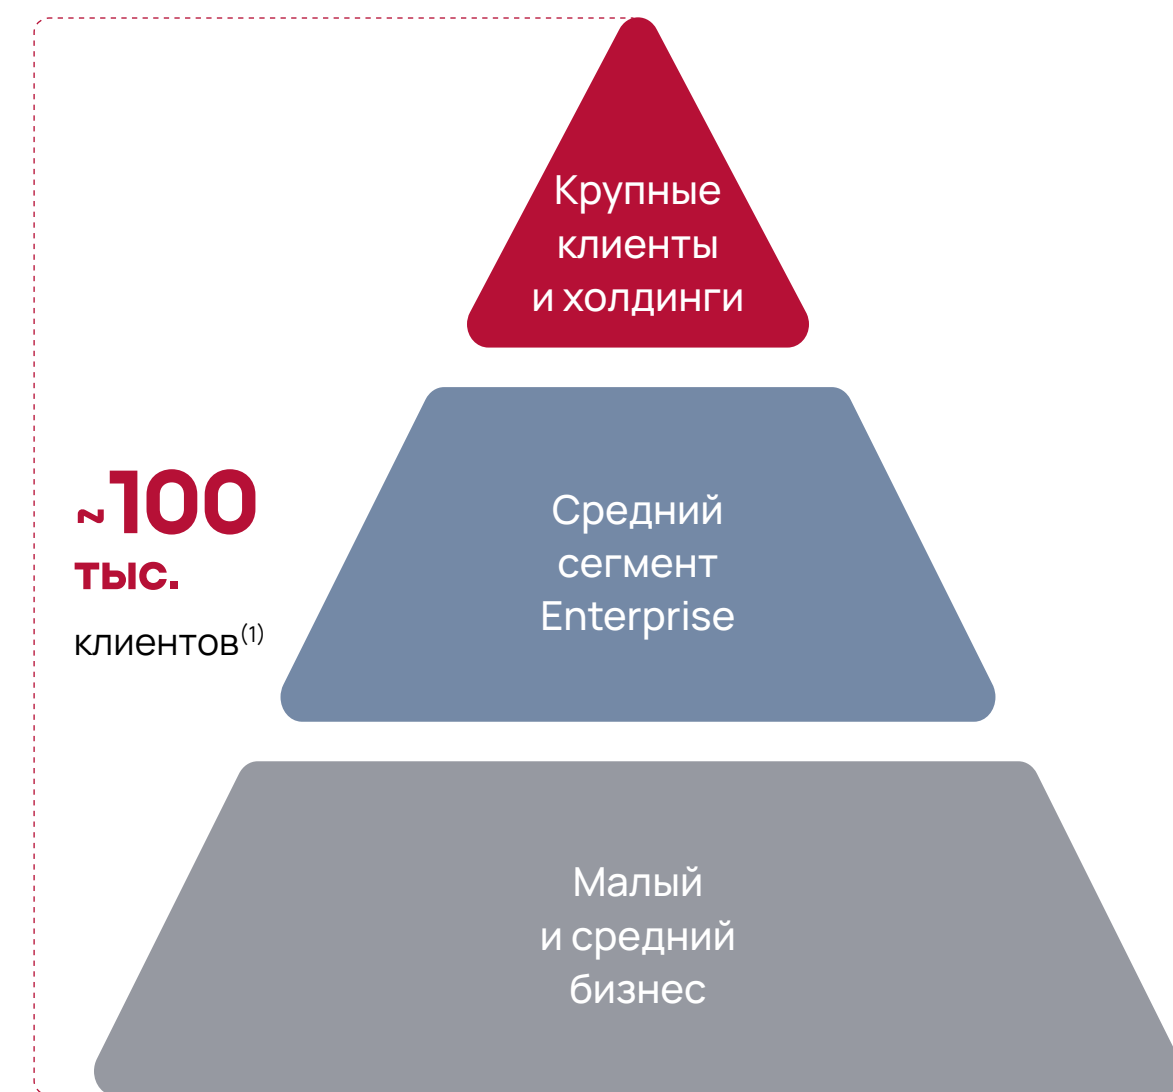 Крупные
клиенты
и холдинги
~100
тыс.
клиентов(1)
Средний
сегмент
Enterprise
Малый
и средний
бизнес